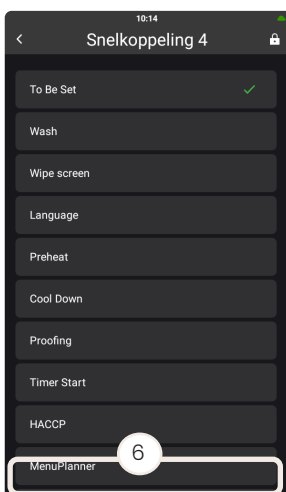 10:14
Snelkoppeling 4
To Be Set
Wash
Wipe screen
Language
Preheat
Cool Down
Proofing
Timer Start
HACCP
6
MenuPlanner